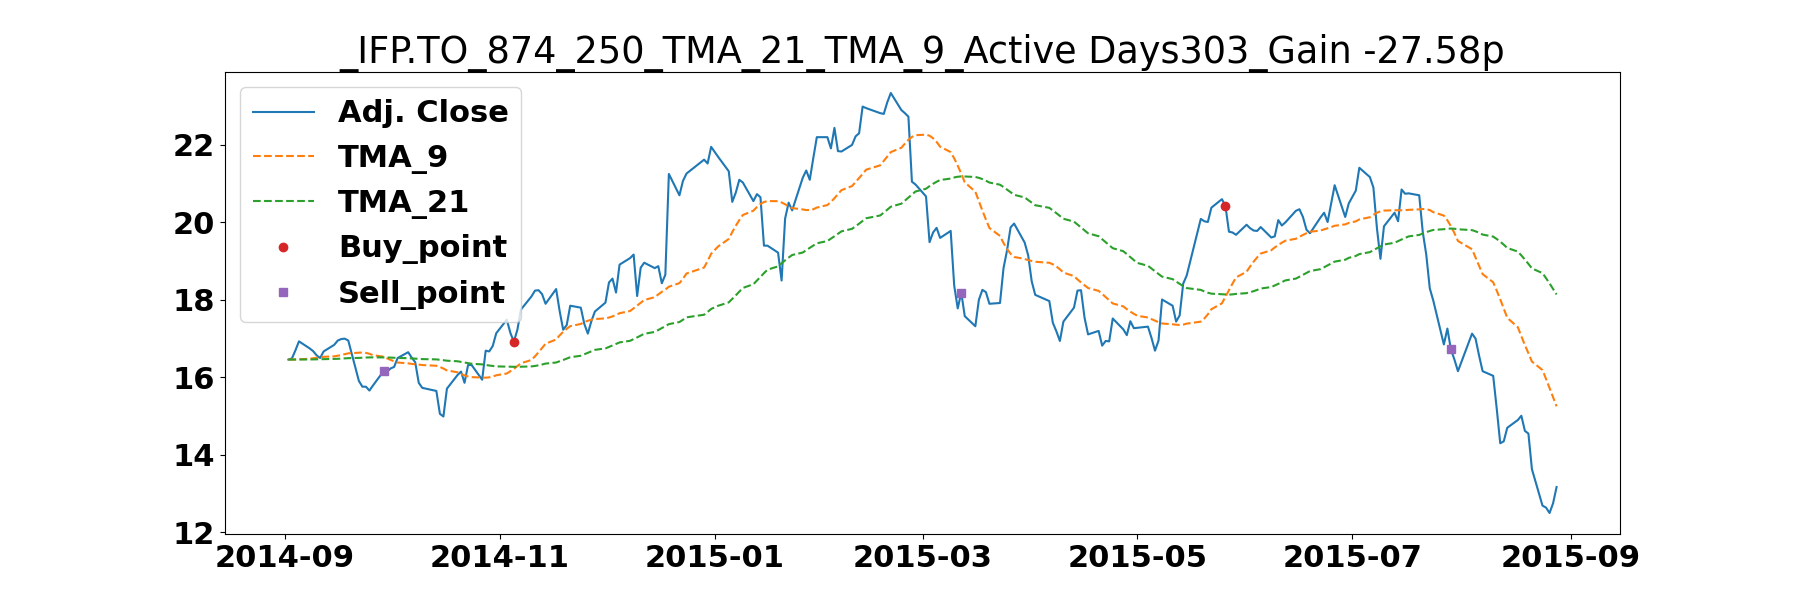 _IFP.TO_874_250_TMA_21_TMA_9_Active Days303_Gain -27.58p
Adj. Close
TMA_9
TMA_21
Buy_point
Sell_point
22
20
18
16
14
12
2014-09 2014-11 2015-01 2015-03 2015-05 2015-07 2015-09